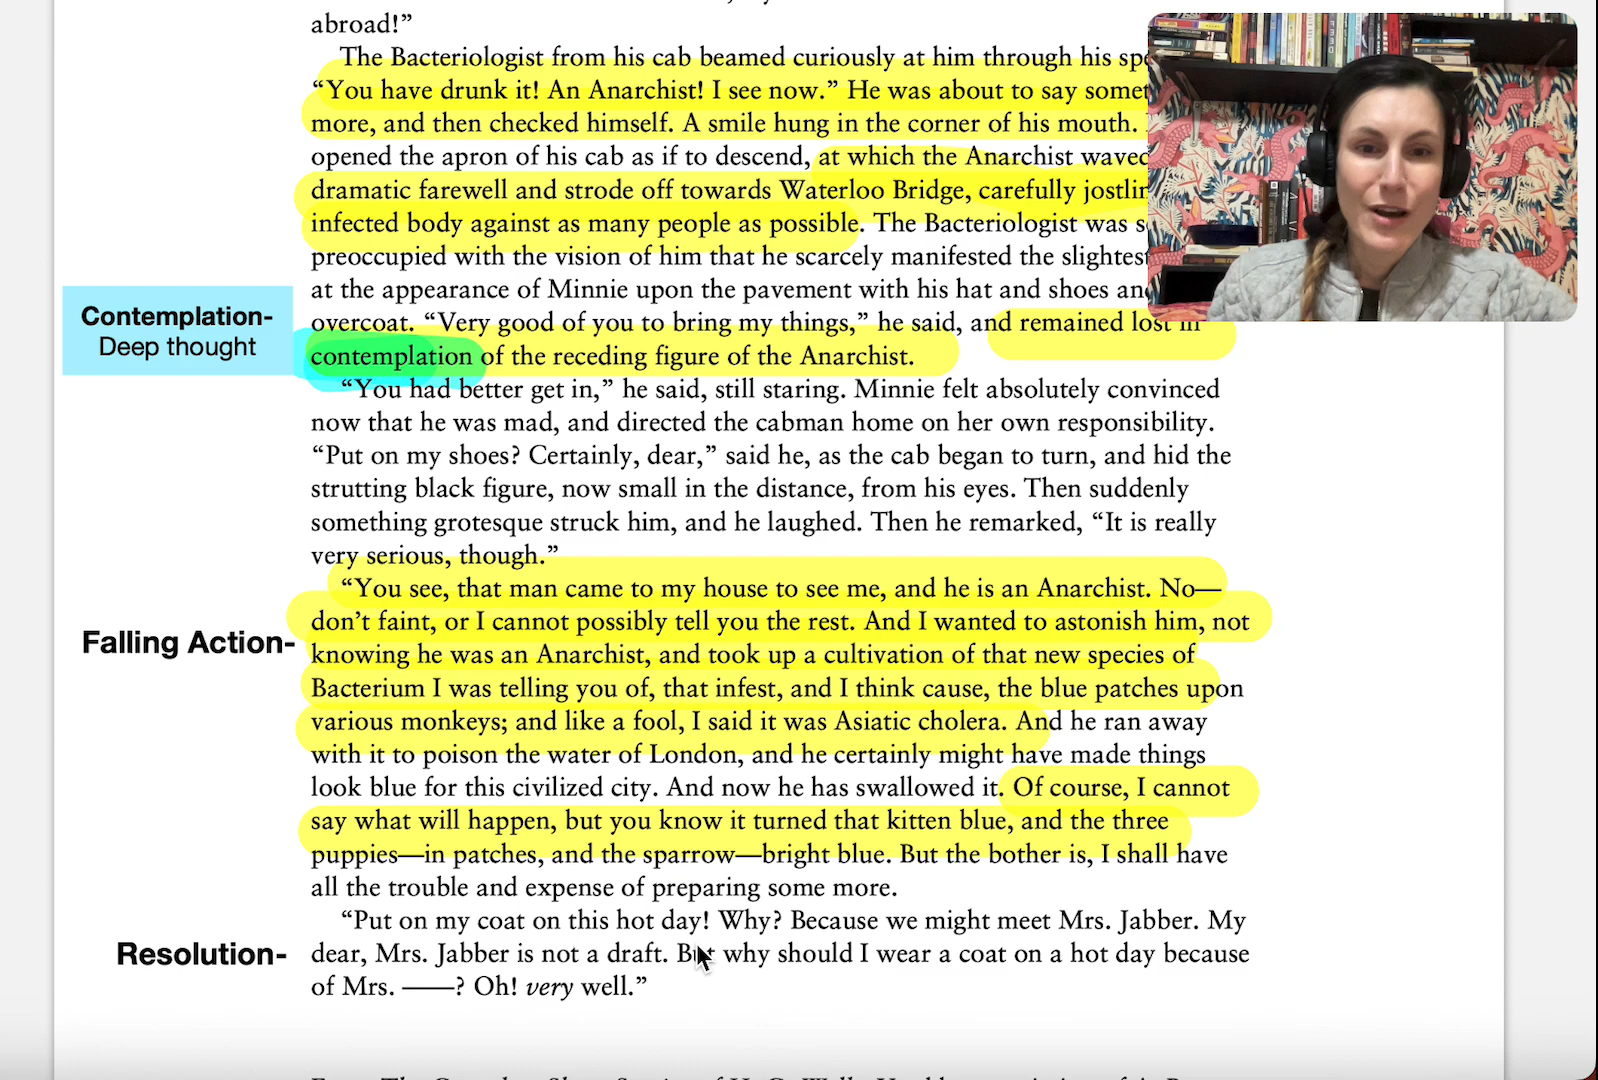 abroad!”
The Bacteriologist from his cab beamed curiously at him through his
“You have drunk it! An Anarchist! I see now.” He was about to say
more, and then checked himself. A smile hung in the corner of his mouth.
opened the apron of his cab as if to descend, at which the Anarchist waved
dramatic farewell and strode off towards Waterloo Bridge, carefully
infected body against as many people as possible. The Bacteriologist was
preoccupied with the vision of him that he scarcely manifested the slightest
at the appearance of Minnie upon the pavement with his hat and shoes
overcoat. “Very good of you to bring my things,” he said, and remained lost in
Contemplation-
Deep thought
contemplation of the receding figure of the Anarchist.
“You had better get in,” he said, still staring. Minnie felt absolutely convinced
now that he was mad, and directed the cabman home on her own responsibility.
“Put on my shoes? Certainly, dear,” said he, as the cab began to turn, and hid the
strutting black figure, now small in the distance, from his eyes. Then suddenly
something grotesque struck him, and he laughed. Then he remarked, “It is really
very serious, though.”
“You see, that man came to my house to see me, and he is an Anarchist. No—
don’t faint, or I cannot possibly tell you the rest. And I wanted to astonish him, not
Falling Action-
knowing he was an Anarchist, and took up a cultivation of that new species of
Bacterium I was telling you of, that infest, and I think cause, the blue patches upon
various monkeys; and like a fool, I said it was Asiatic cholera. And he ran away
with it to poison the water of London, and he certainly might have made things
look blue for this civilized city. And now he has swallowed it. Of course, I cannot
say what will happen, but you know it turned that kitten blue, and the three
puppies—in patches, and the sparrow—bright blue. But the bother is, I shall have
all the trouble and expense of preparing some more.
“Put on my coat on this hot day! Why? Because we might meet Mrs. Jabber. My
Resolution-
dear, Mrs. Jabber is not a draft. But why should I wear a coat on a hot day because
of Mrs. ——? Oh! very well.”